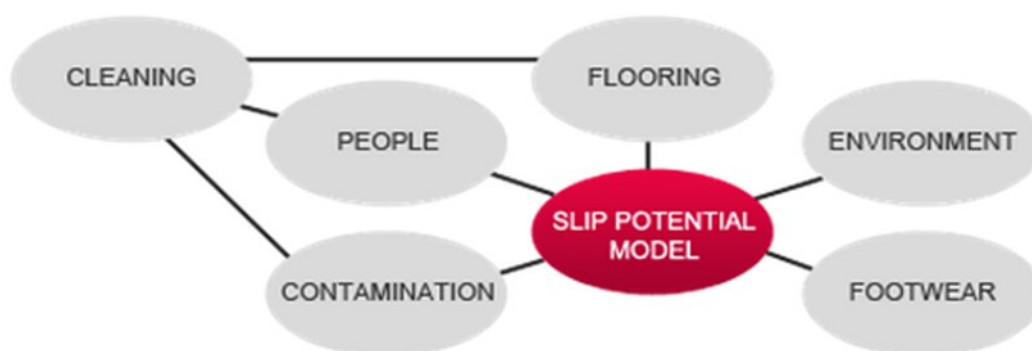 CLEANING
FLOORING
PEOPLE
ENVIRONMENT
SLIP POTENTIAL
MODEL
CONTAMINATION
FOOTWEAR